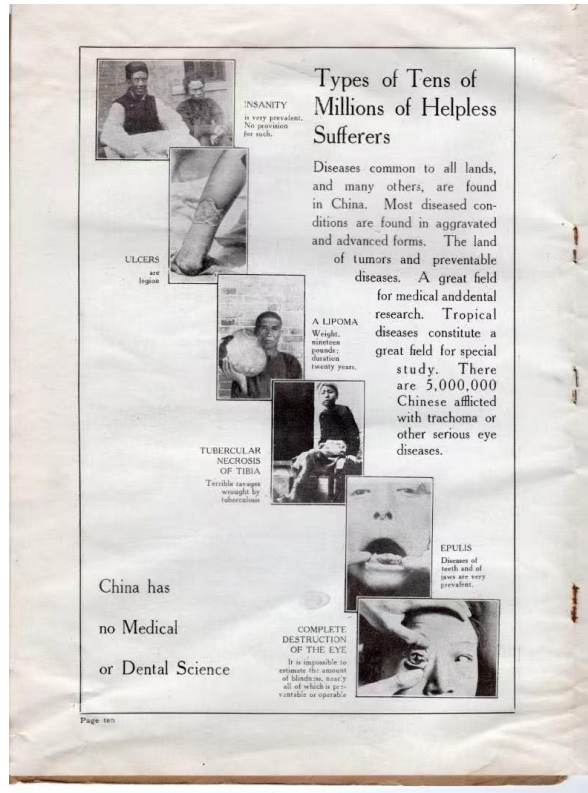 Types of Tens of
Millions of Helpless
Sufferers
INSANITY
is very prevalent.
No provision
for such.
Diseases common to all lands,
and many others, are found
in China. Most diseased con-
ditions are found in aggravated
and advanced forms. The land
of tumors and preventable
diseases. A great field
for medical and dental
research. Tropical
diseases constitute a
great field for special
study. There
are 5,000,000
Chinese afflicted
with trachoma or
other serious eye
diseases.
ULCERS
are
legion
A LIPOMA
Weight,
nineteen
pounds;
duration
twenty years.
TUBERCULAR
NECROSIS
OF TIBIA
Terrible ravages
wrought by
tuberculosis
EPULIS
Diseases of
teeth and of
jaws are very
prevalent.
China has
no Medical
or Dental Science
COMPLETE
DESTRUCTION
OF THE EYE
It is impossible to
estimate the amount
of blindness, nearly
all of which is pre-
ventable or operable
Page ten